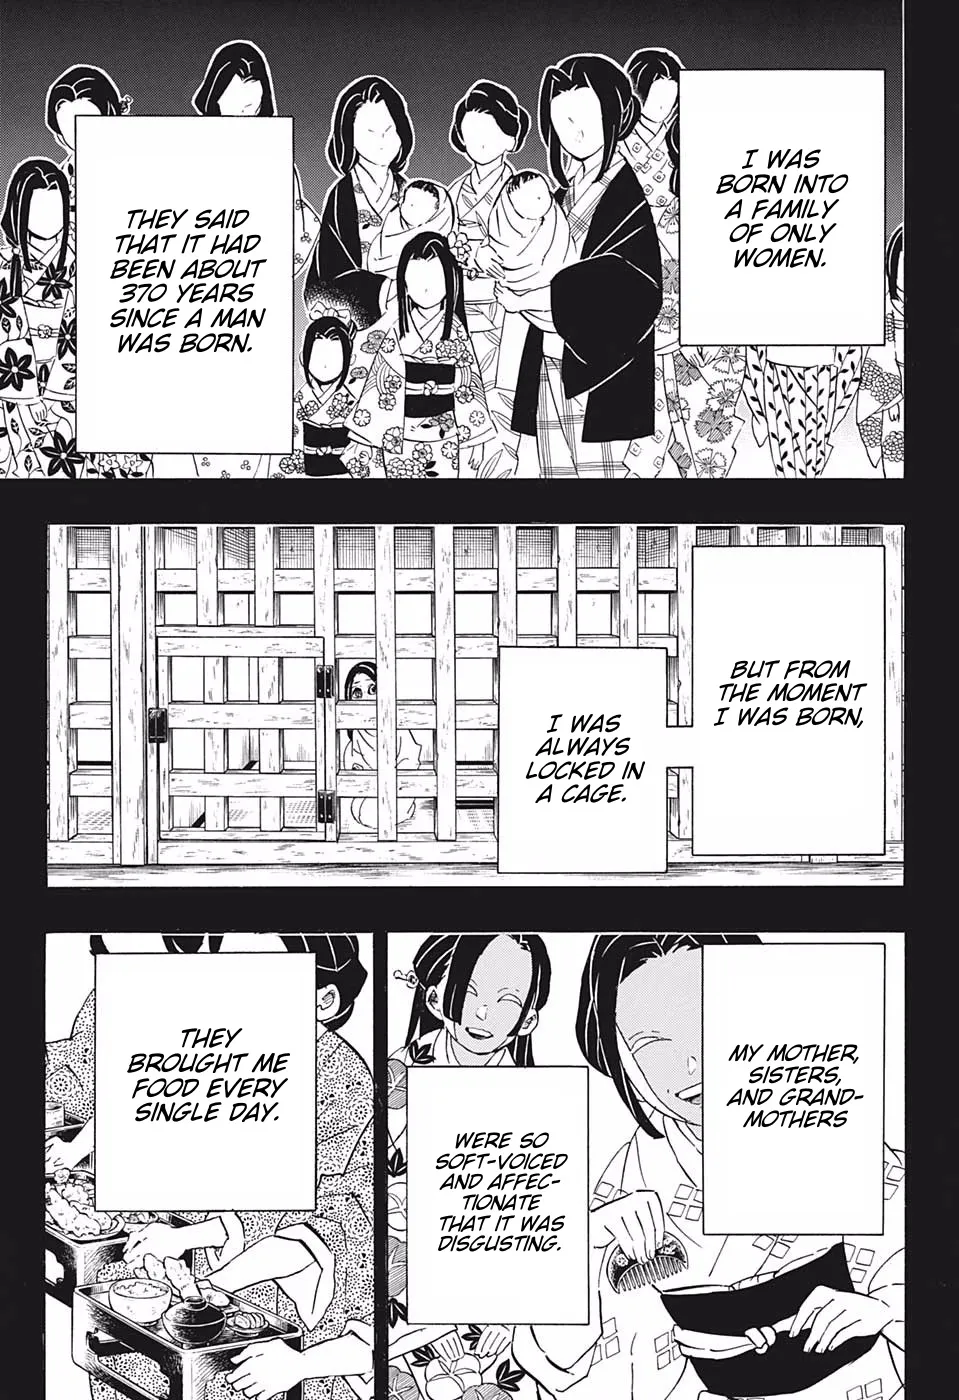 I WAS
BORN INTO
A FAMILY
OF ONLY
WOMEN.
THEY SAID
THAT IT HAD
BEEN ABOUT
370 YEARS
SINCE A MAN
WAS BORN.
BUT FROM
THE MOMENT
I WAS BORN,
I WAS
ALWAYS
LOCKED IN
A CAGE.
MY MOTHER,
SISTERS,
AND GRAND-
MOTHERS
WERE SO
SOFT-VOICED
AND AFFEC-
TIONATE
THAT IT WAS
DISGUSTING.
THEY
BROUGHT ME
FOOD EVERY
SINGLE DAY.